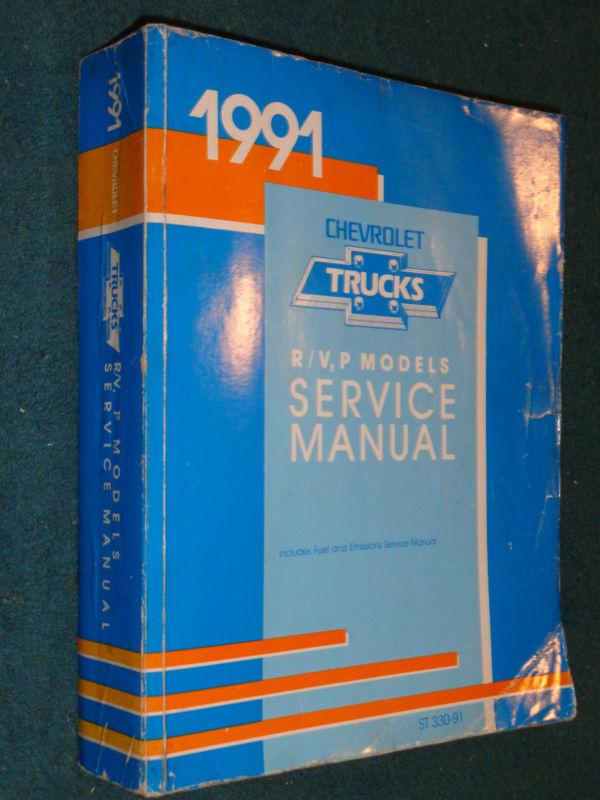 1991
CHEVROLET
TRUCKS
R/V, P MODELS
SERVICE
MANUAL
Includes Fuel and Emissions Service Manual
ST 330-91
1991
CHEVROLET
TRUCKS
R/V, P MODELS
SERVICE MANUAL